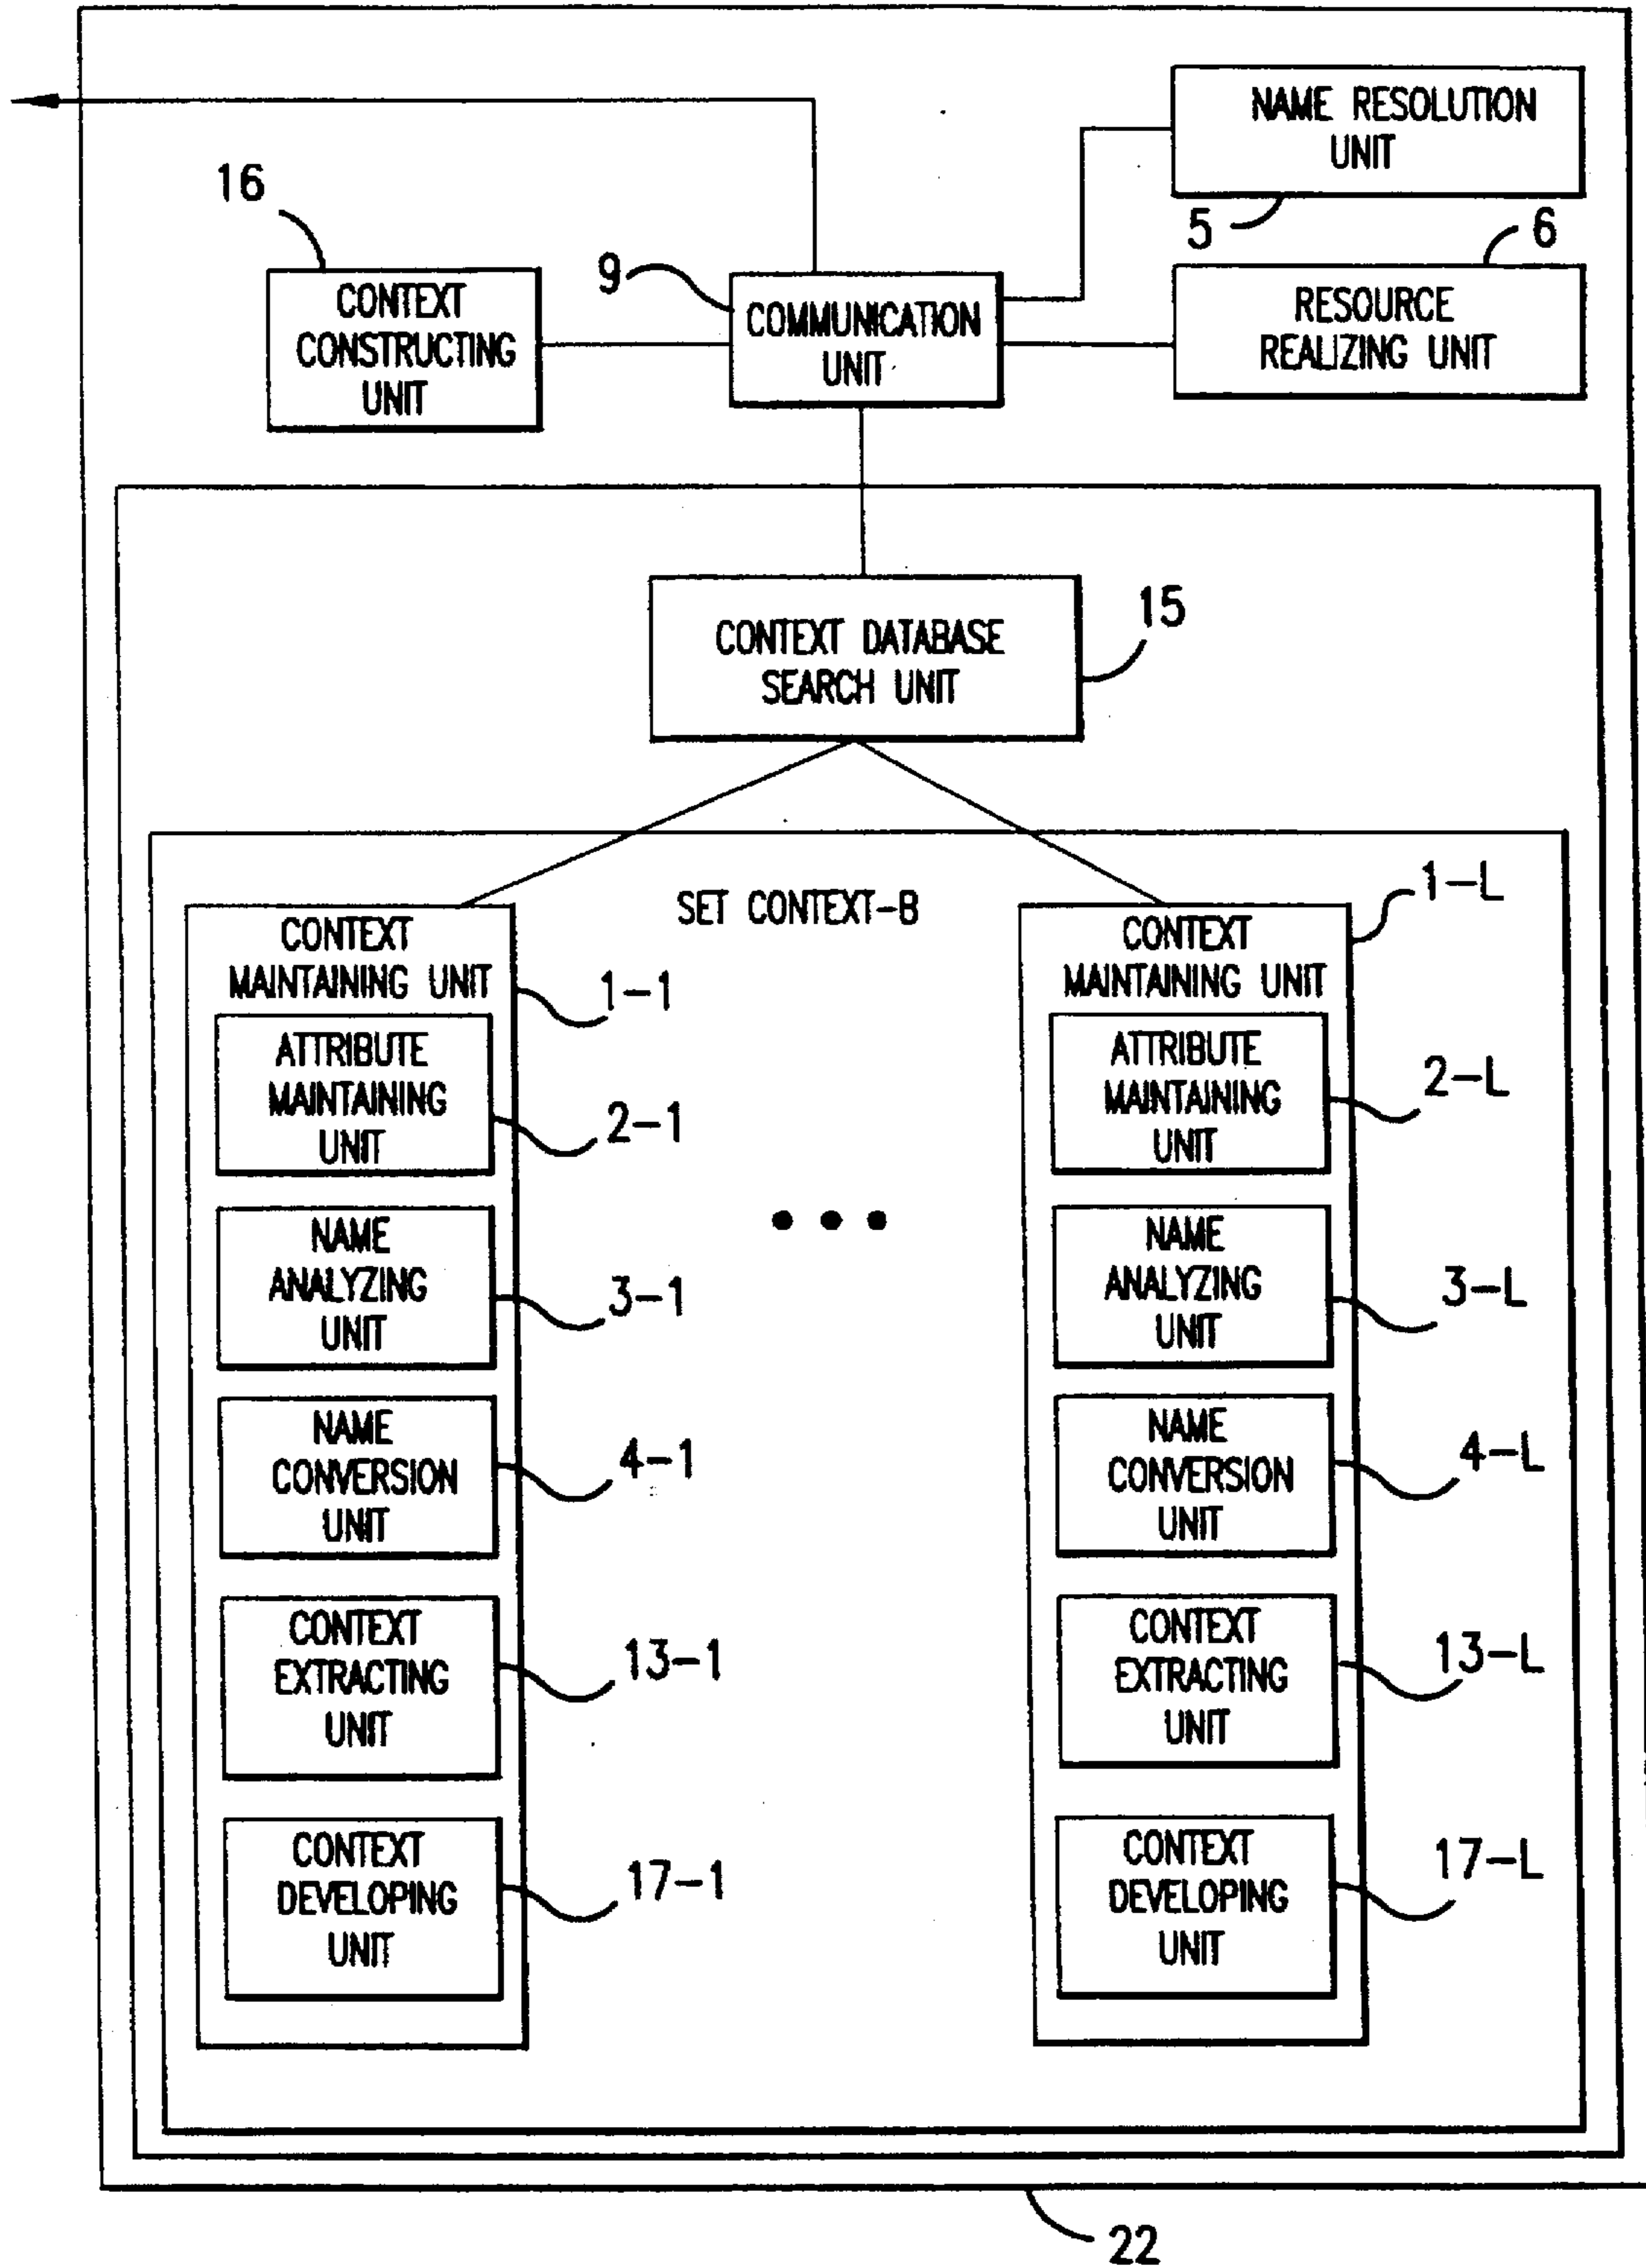 NAME RESOLUTION
UNIT
5
6
16
CONTEXT
CONSTRUCTING
UNIT
9
COMMUNICATION
UNIT
RESOURCE
REALIZING UNIT
CONTEXT DATABASE
SEARCH UNIT
15
SET CONTEXT-B
CONTEXT
MAINTAINING UNIT
1-1
ATTRIBUTE
MAINTAINING
UNIT
2-1
NAME
ANALYZING
UNIT
3-1
NAME
CONVERSION
UNIT
4-1
CONTEXT
EXTRACTING
UNIT
13-1
CONTEXT
DEVELOPING
UNIT
17-1
CONTEXT
MAINTAINING UNIT
1-L
ATTRIBUTE
MAINTAINING
UNIT
2-L
NAME
ANALYZING
UNIT
3-L
NAME
CONVERSION
UNIT
4-L
CONTEXT
EXTRACTING
UNIT
13-L
CONTEXT
DEVELOPING
UNIT
17-L
22